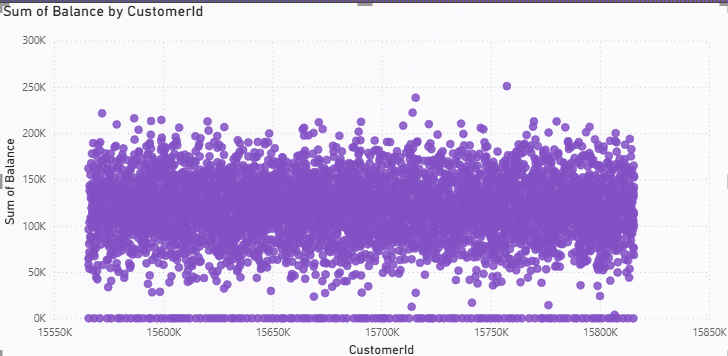 Sum of Balance by CustomerId
300K
250K
200K
150K
100K
50K
0K
Sum of Balance
15550K 15600K 15650K 15700K 15750K 15800K 15850K
CustomerId